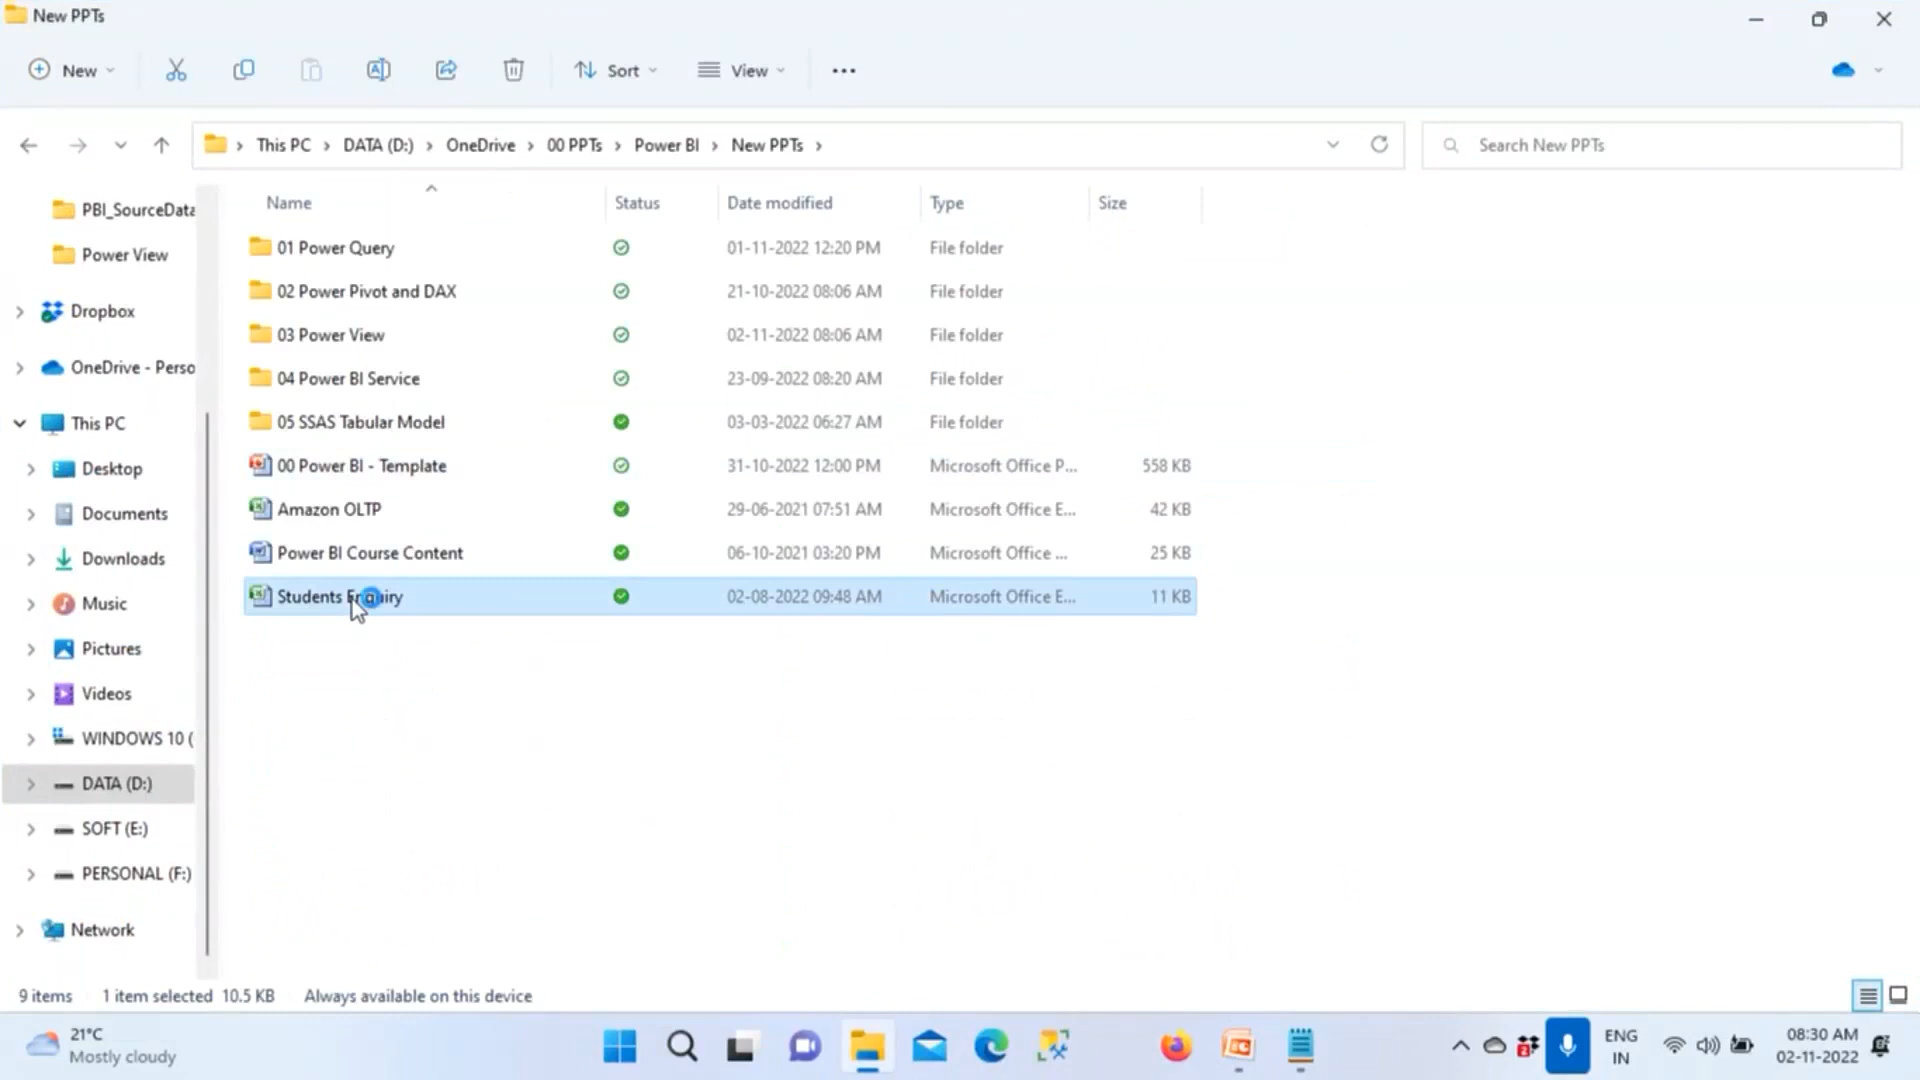 New PPTs
New
Sort
View
This PC > DATA (D:) > OneDrive > 00 PPTs > Power BI > New PPTs >
Search New PPTs
PBI_SourceData
Power View
Dropbox
OneDrive - Perso
This PC
Desktop
Documents
Downloads
Music
Pictures
Videos
WINDOWS 10 (
DATA (D:)
SOFT (E:)
PERSONAL (F:)
Network
Name Status Date modified Type Size
01 Power Query 01-11-2022 12:20 PM File folder
02 Power Pivot and DAX 21-10-2022 08:06 AM File folder
03 Power View 02-11-2022 08:06 AM File folder
04 Power BI Service 23-09-2022 08:20 AM File folder
05 SSAS Tabular Model 03-03-2022 06:27 AM File folder
00 Power BI - Template 31-10-2022 12:00 PM Microsoft Office P... 558 KB
Amazon OLTP 29-06-2021 07:51 AM Microsoft Office E... 42 KB
Power BI Course Content 06-10-2021 03:20 PM Microsoft Office ... 25 KB
Students Enquiry 02-08-2022 09:48 AM Microsoft Office E... 11 KB
9 items 1 item selected 10.5 KB Always available on this device
21°C
Mostly cloudy
2
ENG
IN
08:30 AM
02-11-2022